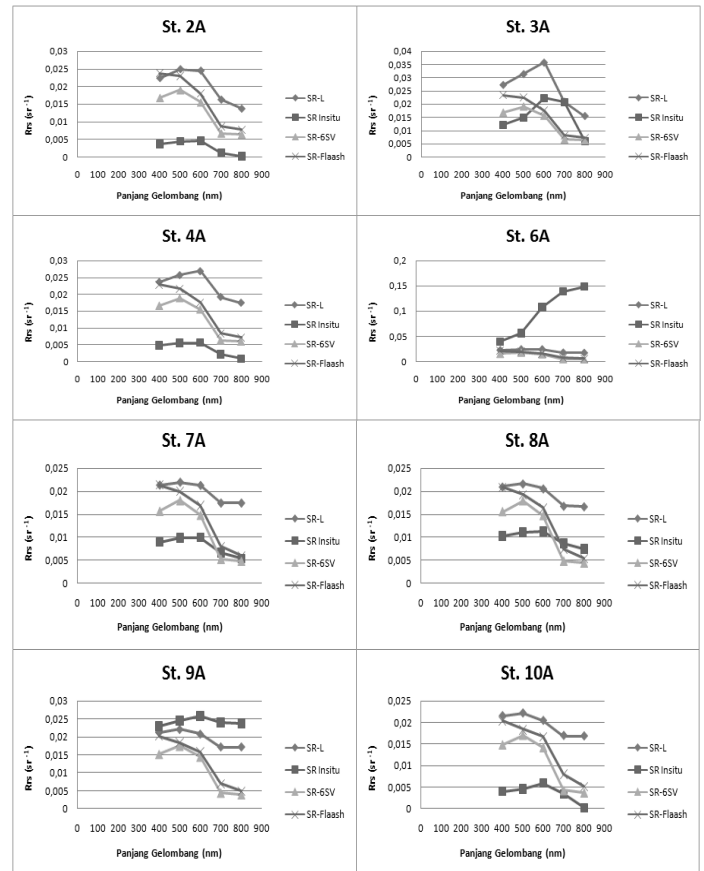 St. 2A
0,03
0,025
0,02
0,015
0,01
0,005
0
0 100 200 300 400 500 600 700 800 900
Rrs (sr⁻¹)
Panjang Gelombang (nm)
SR-L
SR Insitu
SR-6SV
SR-Flaash
St. 3A
0,04
0,035
0,03
0,025
0,02
0,015
0,01
0,005
0
0 100 200 300 400 500 600 700 800 900
Rrs (sr⁻¹)
Panjang Gelombang (nm)
SR-L
SR Insitu
SR-6SV
SR-Flaash
St. 4A
0,03
0,025
0,02
0,015
0,01
0,005
0
0 100 200 300 400 500 600 700 800 900
Rrs (sr⁻¹)
Panjang Gelombang (nm)
SR-L
SR Insitu
SR-6SV
SR-Flaash
St. 6A
0,2
0,15
0,1
0,05
0
0 100 200 300 400 500 600 700 800 900
Rrs (sr⁻¹)
Panjang Gelombang (nm)
SR-L
SR Insitu
SR-6SV
SR-Flaash
St. 7A
0,025
0,02
0,015
0,01
0,005
0
0 100 200 300 400 500 600 700 800 900
Rrs (sr⁻¹)
Panjang Gelombang (nm)
SR-L
SR Insitu
SR-6SV
SR-Flaash
St. 8A
0,025
0,02
0,015
0,01
0,005
0
0 100 200 300 400 500 600 700 800 900
Rrs (sr⁻¹)
Panjang Gelombang (nm)
SR-L
SR Insitu
SR-6SV
SR-Flaash
St. 9A
0,03
0,025
0,02
0,015
0,01
0,005
0
0 100 200 300 400 500 600 700 800 900
Rrs (sr⁻¹)
Panjang Gelombang (nm)
SR-L
SR Insitu
SR-6SV
SR-Flaash
St. 10A
0,025
0,02
0,015
0,01
0,005
0
0 100 200 300 400 500 600 700 800 900
Rrs (sr⁻¹)
Panjang Gelombang (nm)
SR-L
SR Insitu
SR-6SV
SR-Flaash